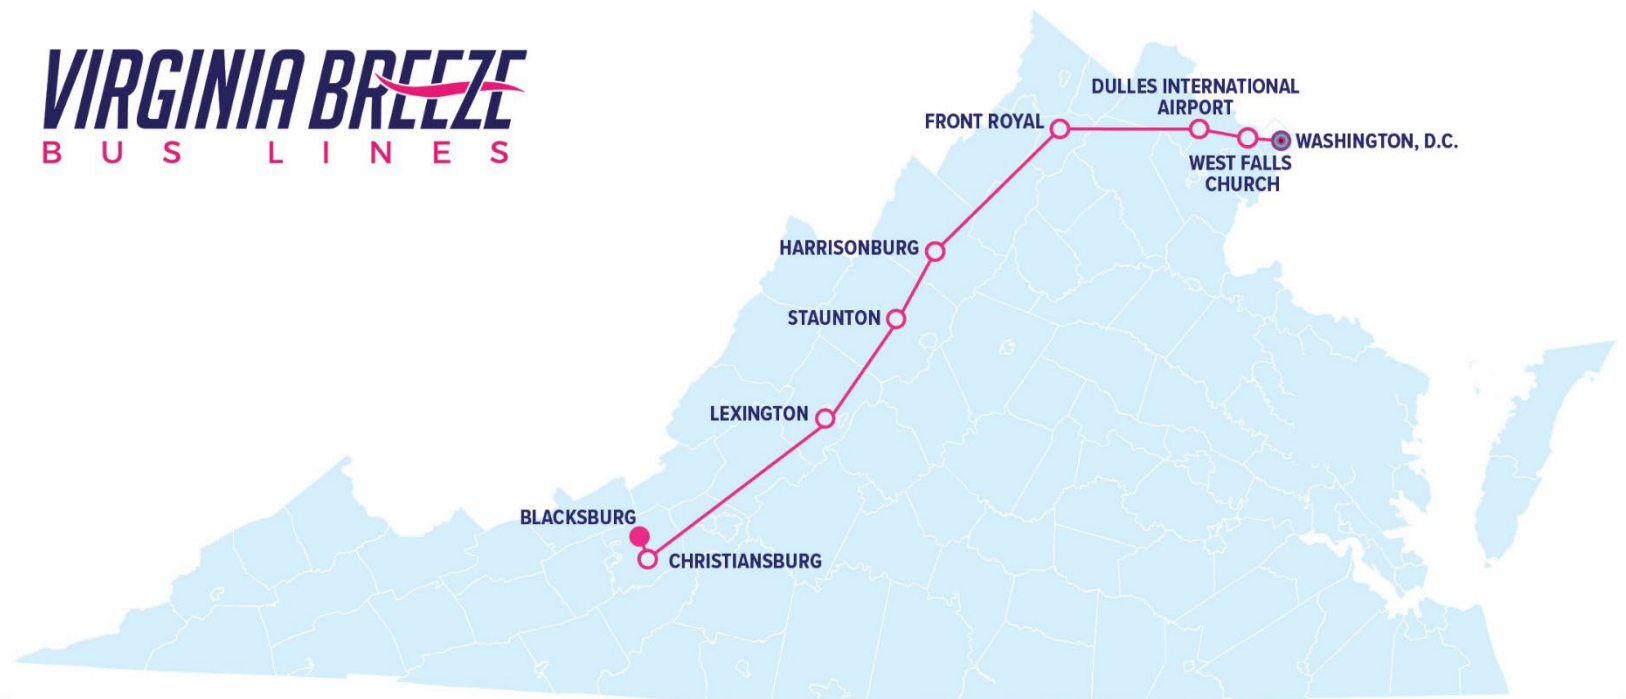 VIRGINIA BREEZE
BUS LINES
DULLES INTERNATIONAL
AIRPORT
FRONT ROYAL
WASHINGTON, D.C.
WEST FALLS
CHURCH
HARRISONBURG
STAUNTON
LEXINGTON
BLACKSBURG
CHRISTIANSBURG